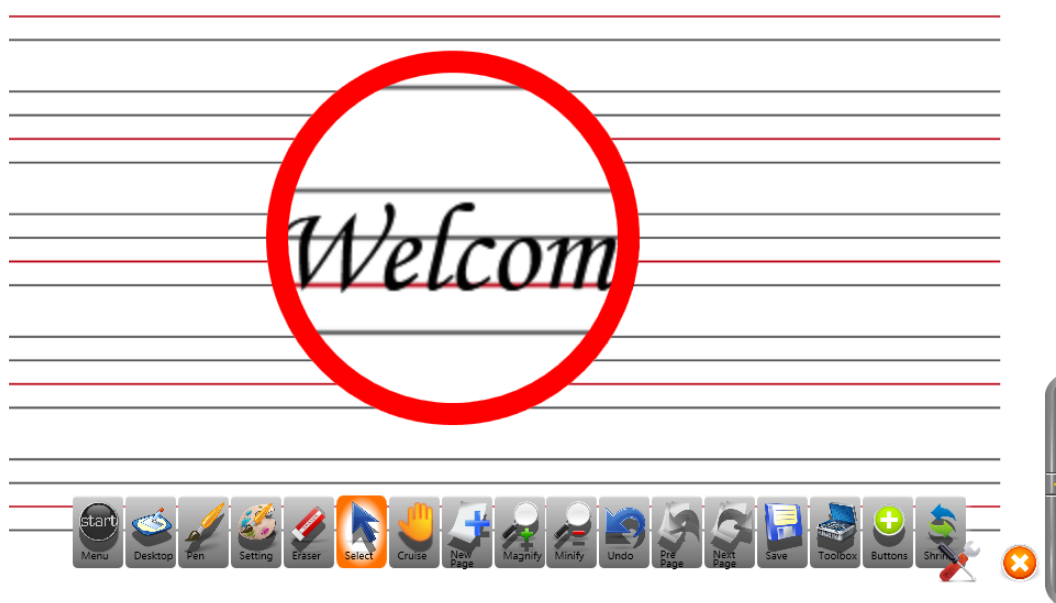 Welcom
start
Menu
Desktop
Pen
Setting
Eraser
Select
Cruise
New Page
Magnify
Minify
Undo
Pre Page
Next Page
Save
Toolbox
Buttons